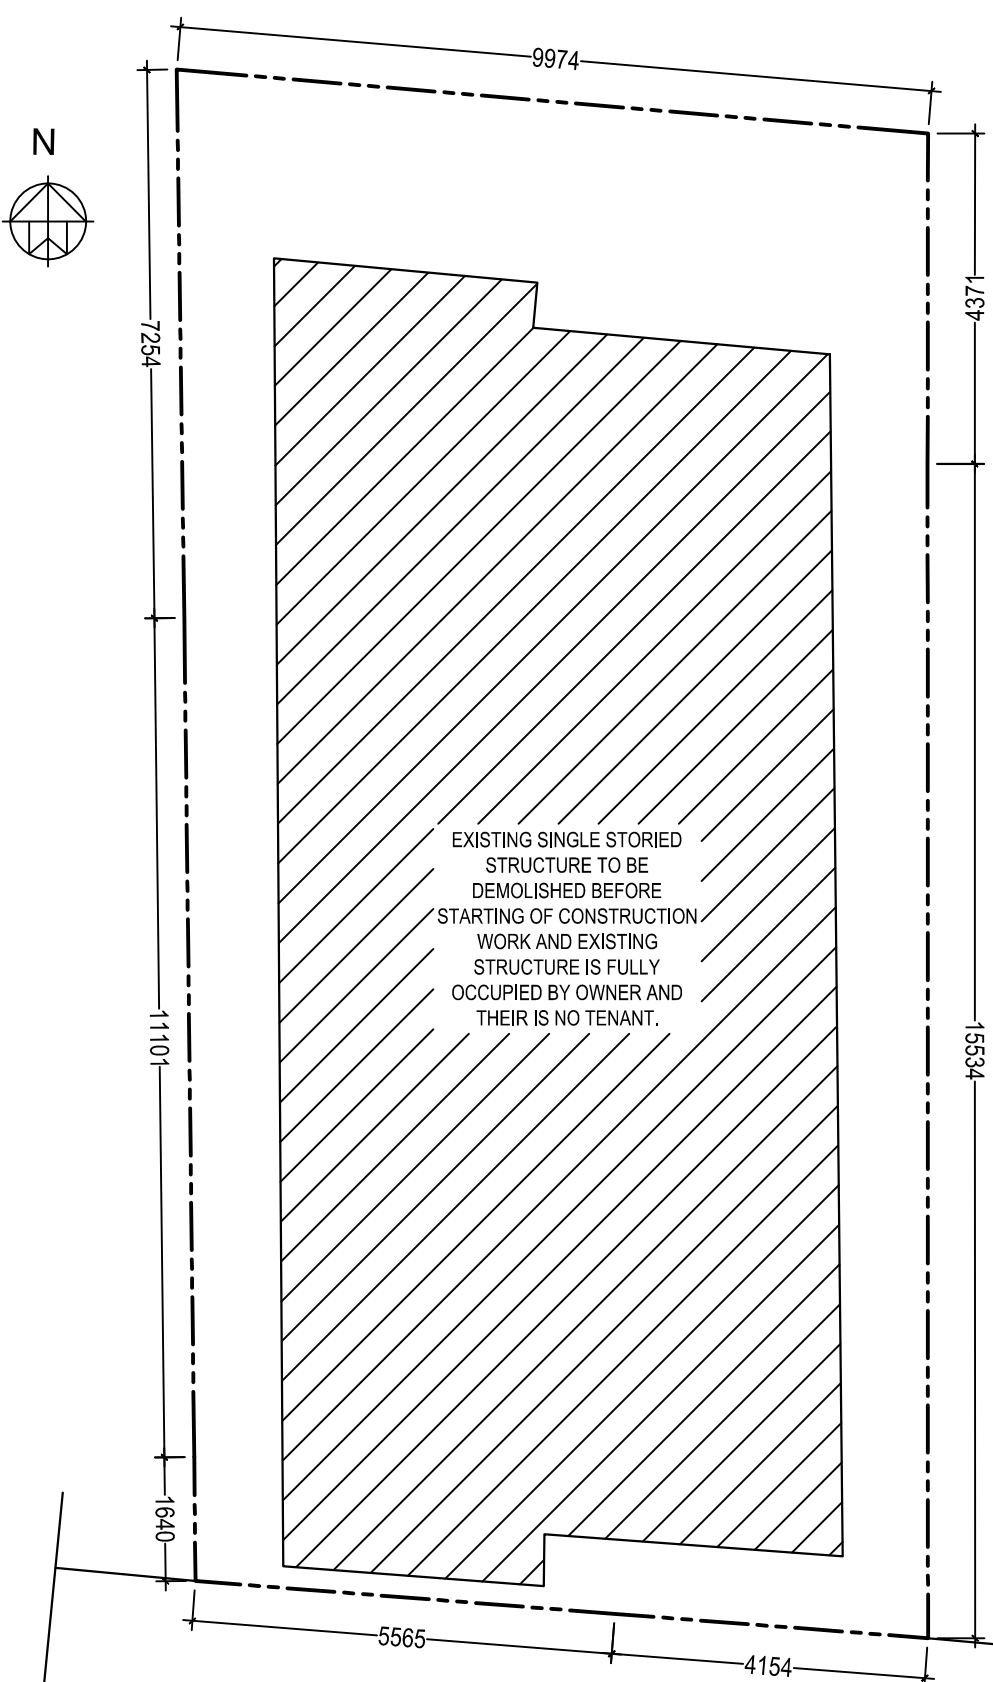 9974
N
4371
7254
EXISTING SINGLE STORIED
STRUCTURE TO BE
DEMOLISHED BEFORE
STARTING OF CONSTRUCTION
WORK AND EXISTING
STRUCTURE IS FULLY
OCCUPIED BY OWNER AND
THEIR IS NO TENANT.
11101
15534
1640
5565
4154